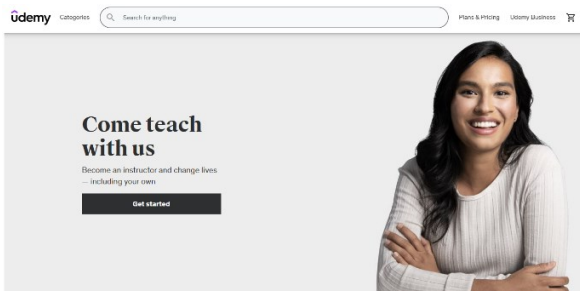 ûdemy Categories Search for anything Plans & Pricing Udemy Business
Come teach
with us
Become an instructor and change lives
— including your own
Get started